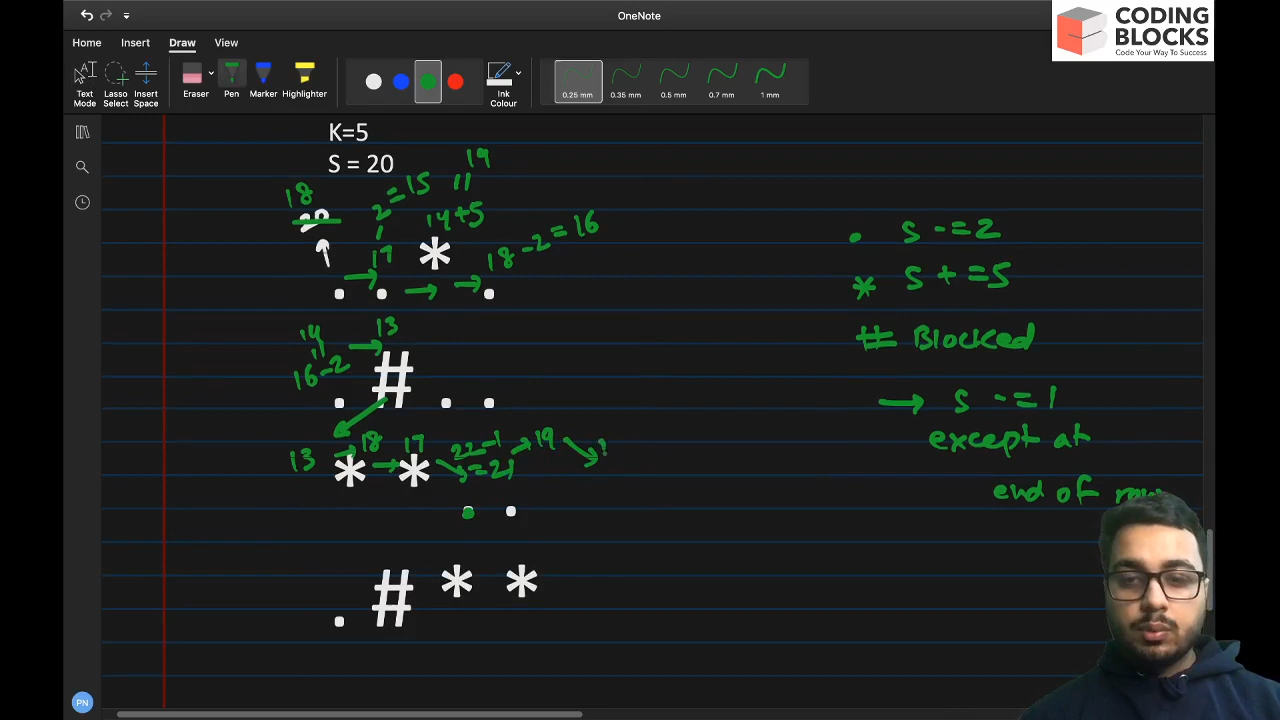 OneNote
CODING
BLOCKS
Code Your Way To Success
Home Insert Draw View
Text Mode
Lasso Select
Insert Space
Eraser
Pen
Marker
Highlighter
Ink Colour
0.25 mm 0.35 mm 0.5 mm 0.7 mm 1 mm
K=5
S = 20
19
18 2 = 15 11
14+5
17 * 18 - 2 = 16
. . .
. S -= 2
* S += 5
# Blocked
→ S -= 1
except at
end of row
14 → 13
16-2
. # . .
13 → 18 → 17 22-1 → 19
= 21
* * . .
. # * *
PN